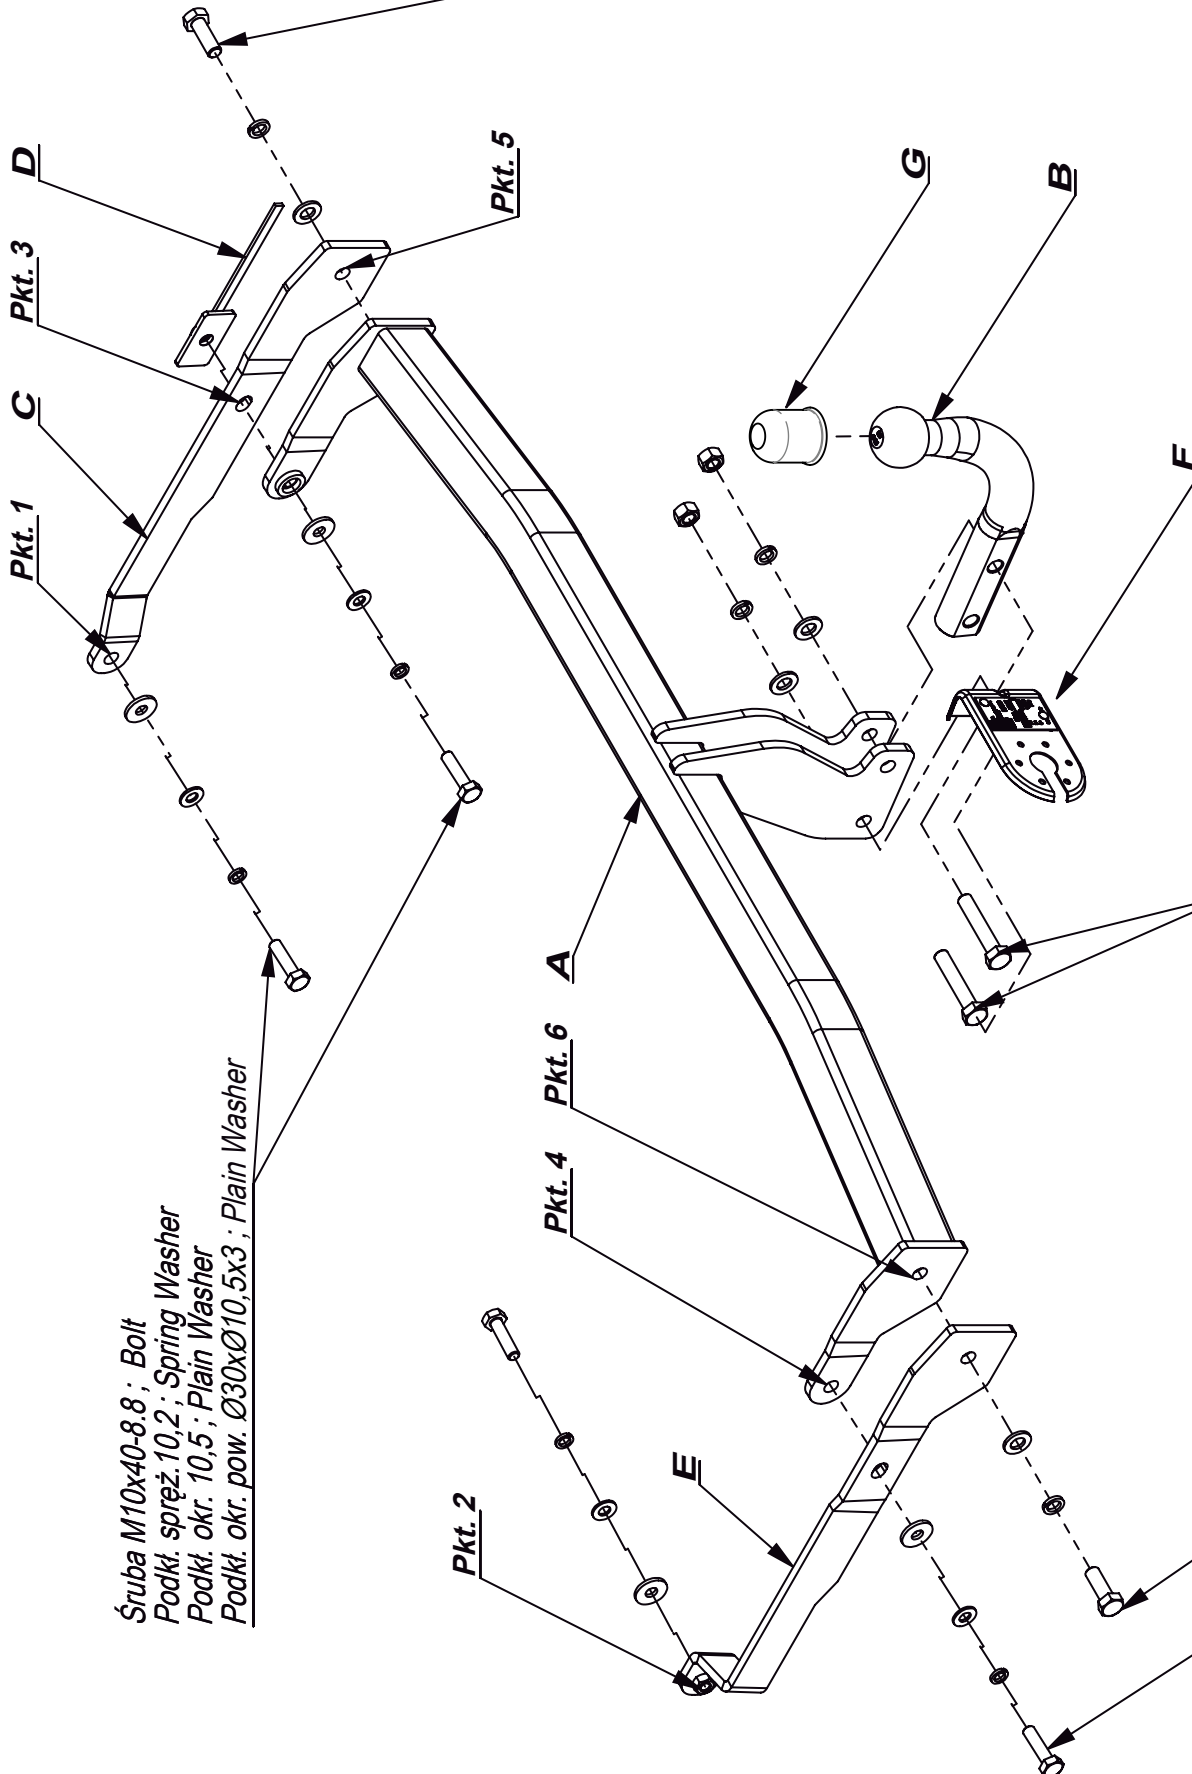 Śruba M10x40-8.8 ; Bolt
Podkł. spręż.10,2 ; Spring Washer
Podkł. okr. 10,5 ; Plain Washer
Podkł. okr. pow. Ø30xØ10,5x3 ; Plain Washer
Pkt. 1
C
Pkt. 3
D
Pkt. 5
G
B
A
Pkt. 6
Pkt. 4
E
Pkt. 2